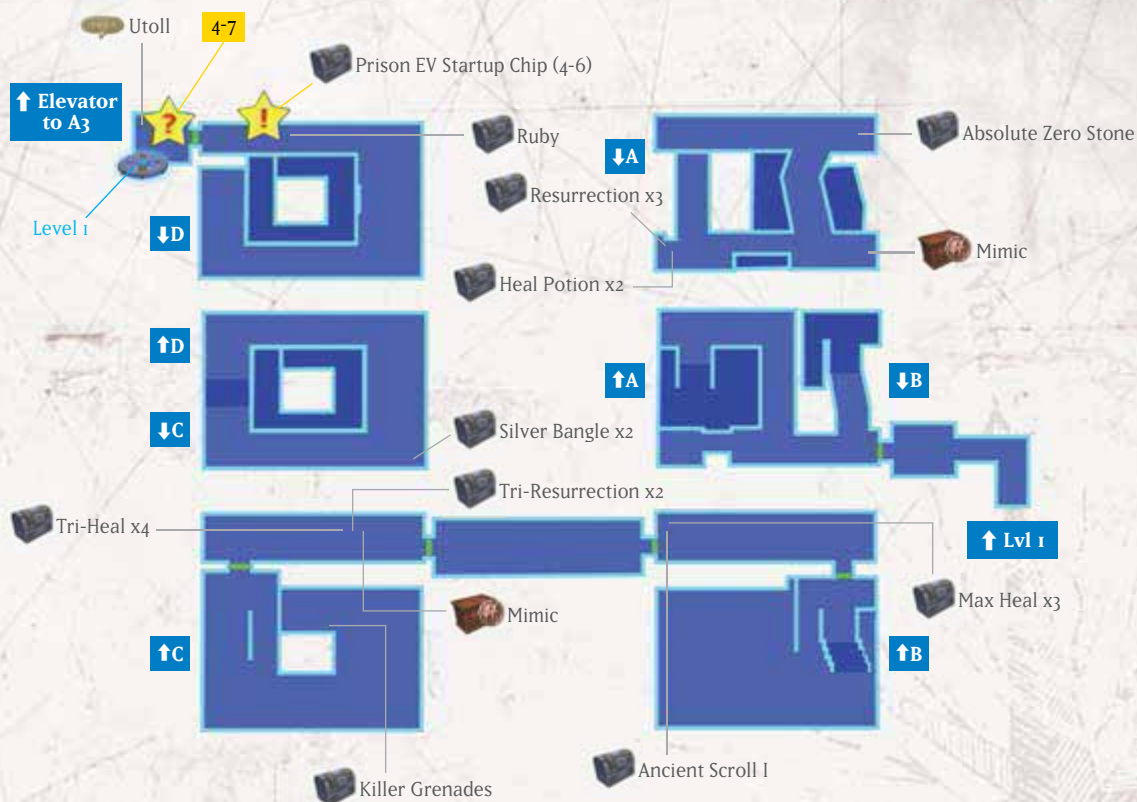 Utoll
4-7
Prison EV Startup Chip (4-6)
↑ Elevator
to A3
?
!
Ruby
Absolute Zero Stone
↓A
Resurrection x3
Level 1
↓D
Mimic
Heal Potion x2
↑D
↑A
↓B
↓C
Silver Bangle x2
Tri-Resurrection x2
Tri-Heal x4
↑ Lvl 1
Max Heal x3
Mimic
↑C
↑B
Ancient Scroll I
Killer Grenades